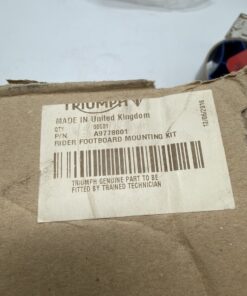 TRIUMPH
MADE IN United Kingdom
QTY 00001
P/N A9778001
RIDER FOOTBOARD MOUNTING KIT
TRIUMPH GENUINE PART TO BE
FITTED BY TRAINED TECHNICIAN